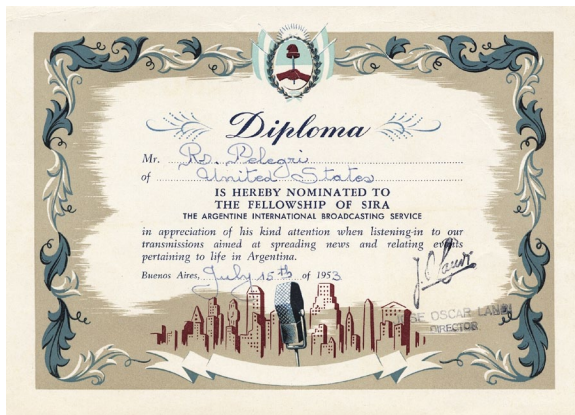 Diploma
Mr. Rs. Pelegri
of United States
IS HEREBY NOMINATED TO
THE FELLOWSHIP OF SIRA
THE ARGENTINE INTERNATIONAL BROADCASTING SERVICE
in appreciation of his kind attention when listening-in to our
transmissions aimed at spreading news and relating events
pertaining to life in Argentina.
Buenos Aires, July 15th of 1953
OSCAR
DIRECTOR